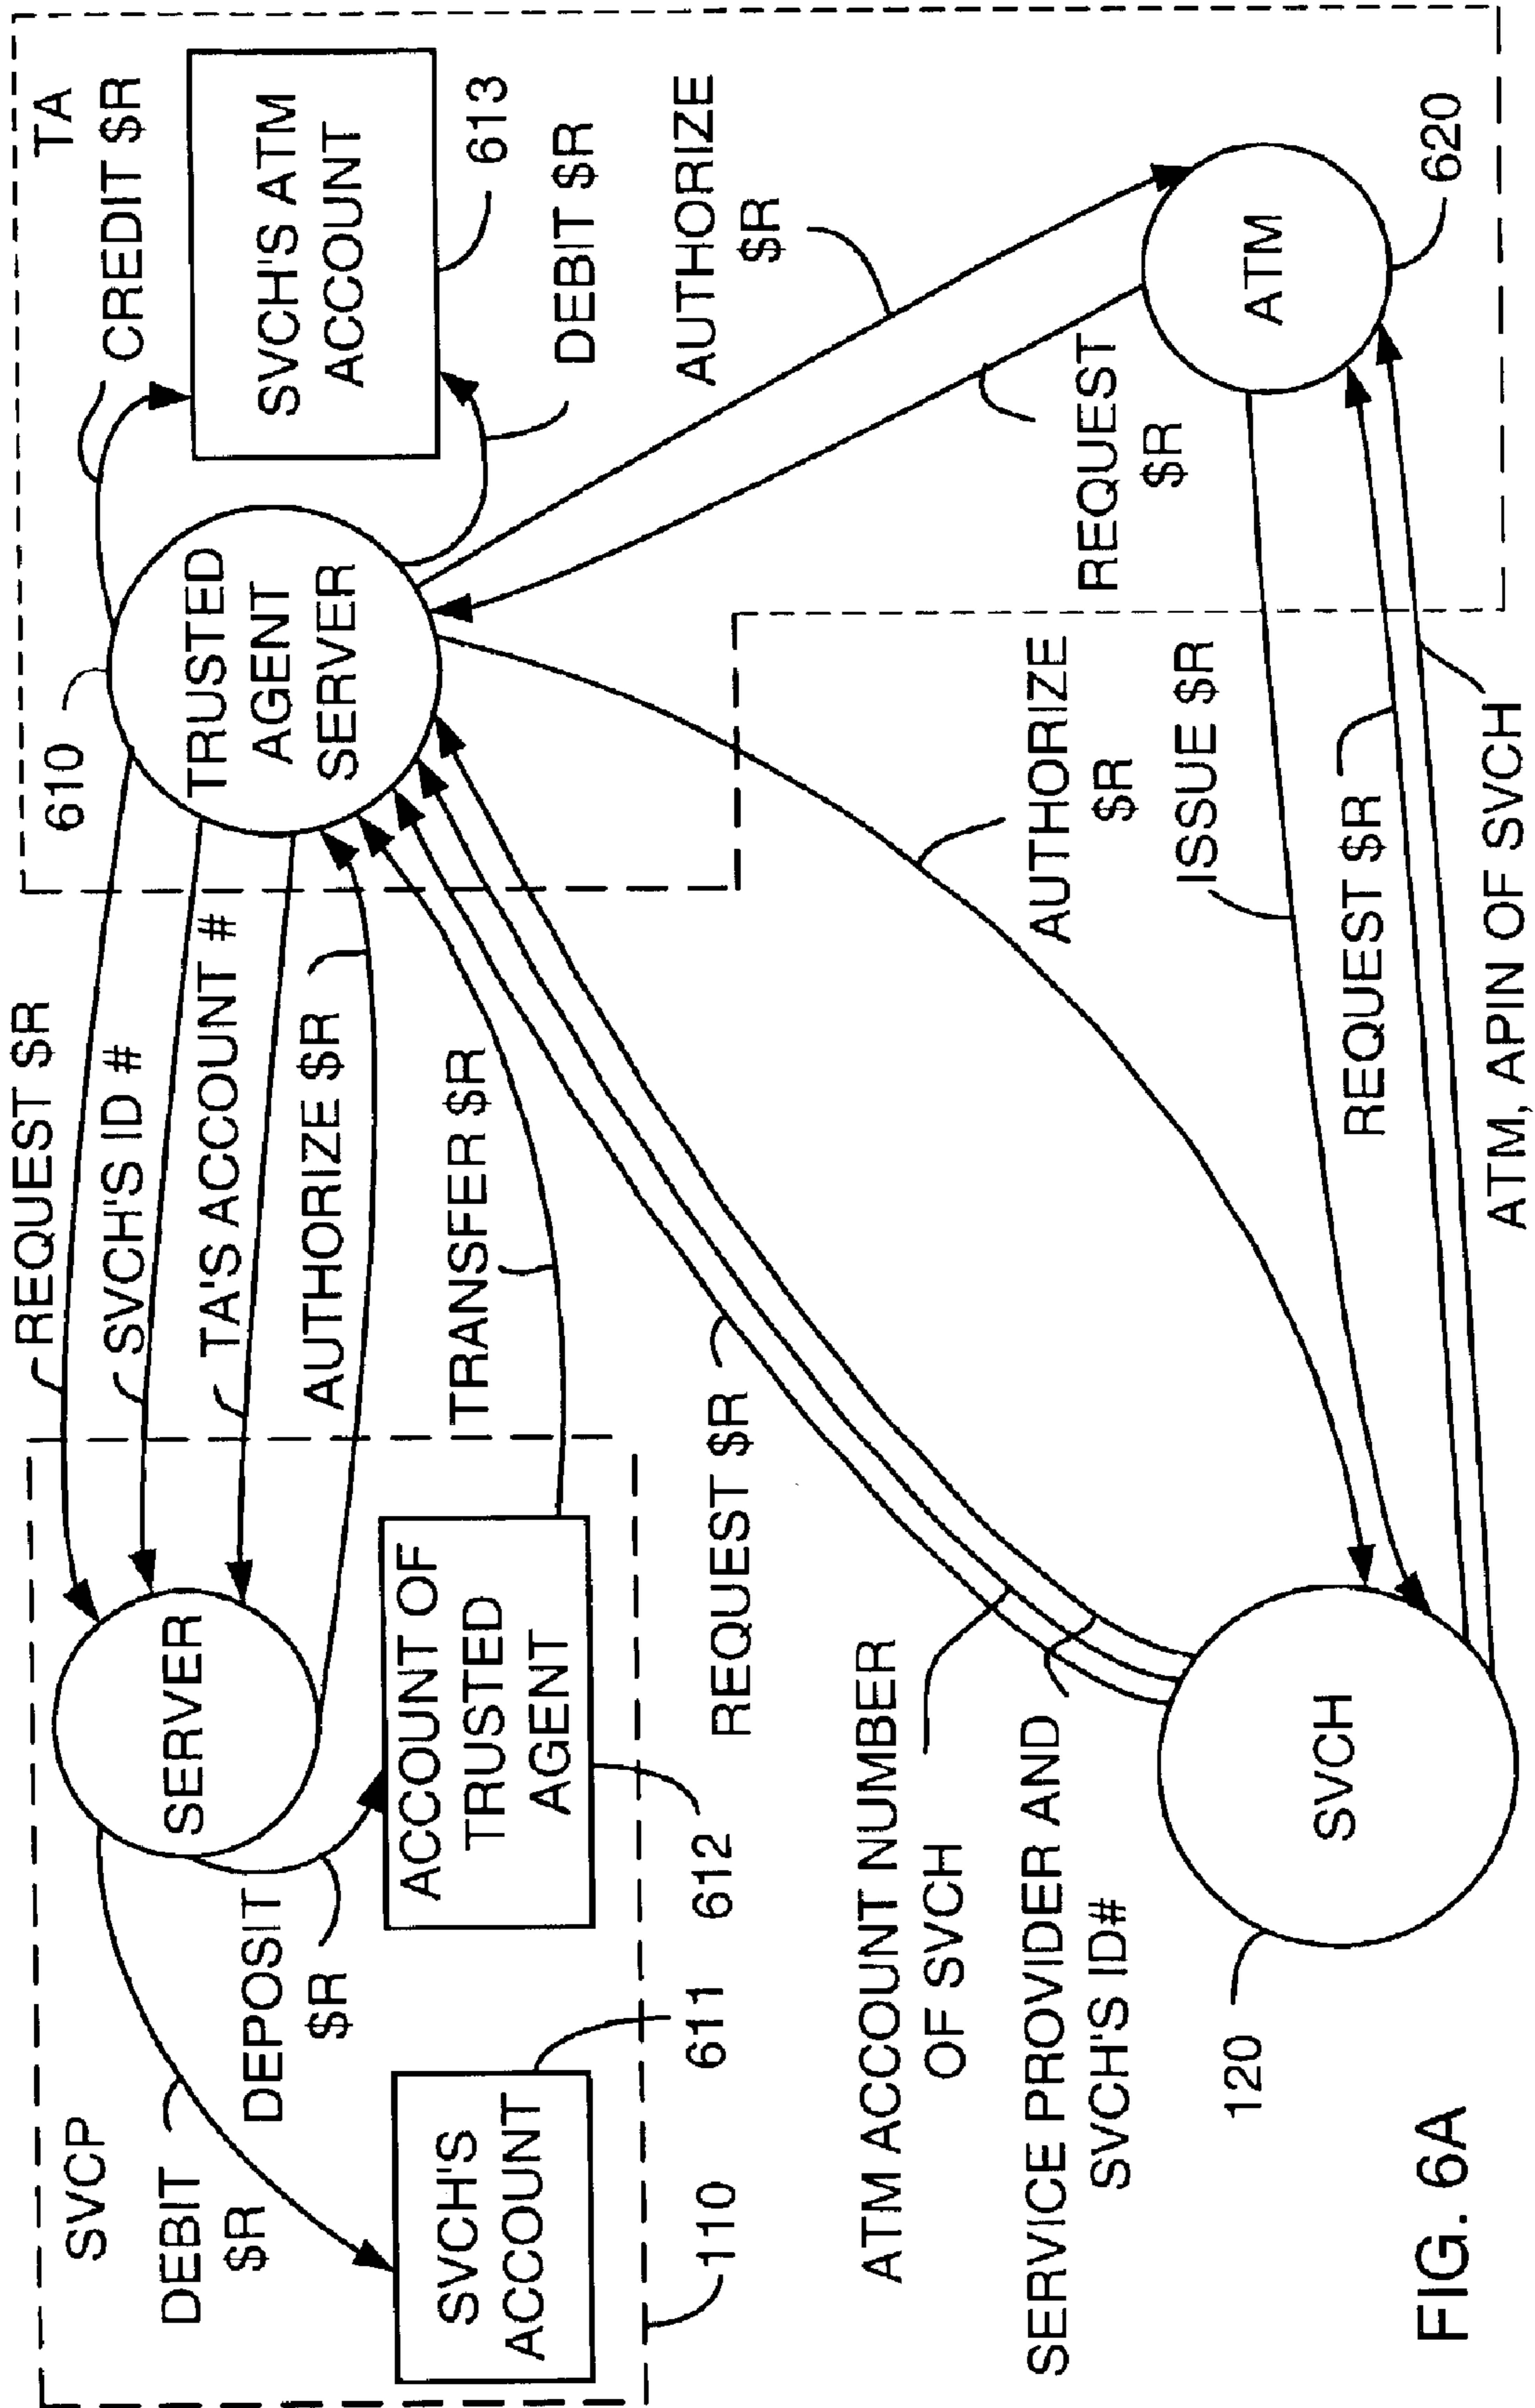 SVCP
DEBIT
$R
SVCH'S
ACCOUNT
110
611
DEPOSIT
$R
SERVER
ACCOUNT OF
TRUSTED
AGENT
612
REQUEST $R
SVCH'S ID #
TA'S ACCOUNT #
AUTHORIZE $R
TRANSFER $R
610
TRUSTED
AGENT
SERVER
TA
CREDIT $R
SVCH'S ATM
ACCOUNT
613
DEBIT $R
AUTHORIZE
$R
REQUEST
$R
ATM
620
REQUEST $R
ATM ACCOUNT NUMBER
OF SVCH
SERVICE PROVIDER AND
SVCH'S ID#
120
SVCH
AUTHORIZE
$R
ISSUE $R
REQUEST $R
ATM, APIN OF SVCH
FIG. 6A